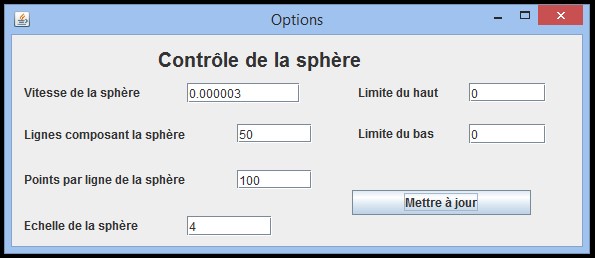 Options
Contrôle de la sphère
Vitesse de la sphère 0.000003 Limite du haut 0
Lignes composant la sphère 50 Limite du bas 0
Points par ligne de la sphère 100
Mettre à jour
Echelle de la sphère 4